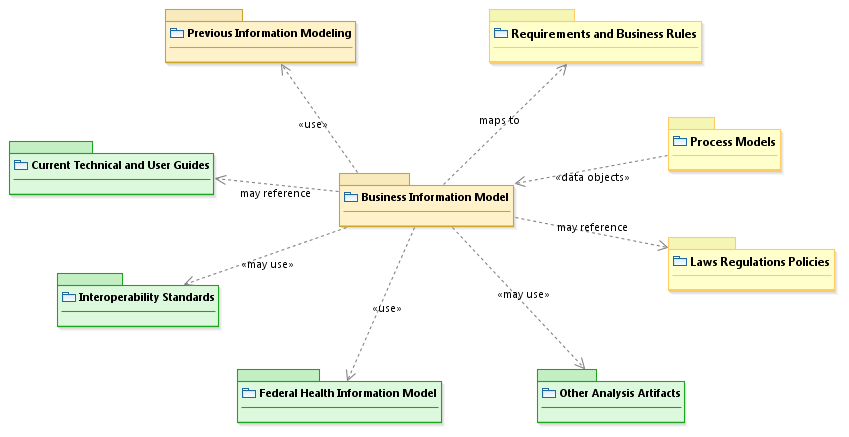 Previous Information Modeling
Requirements and Business Rules
«use»
maps to
Process Models
Current Technical and User Guides
«data objects»
may reference
Business Information Model
may reference
Laws Regulations Policies
«may use»
Interoperability Standards
«use»
«may use»
Federal Health Information Model
Other Analysis Artifacts